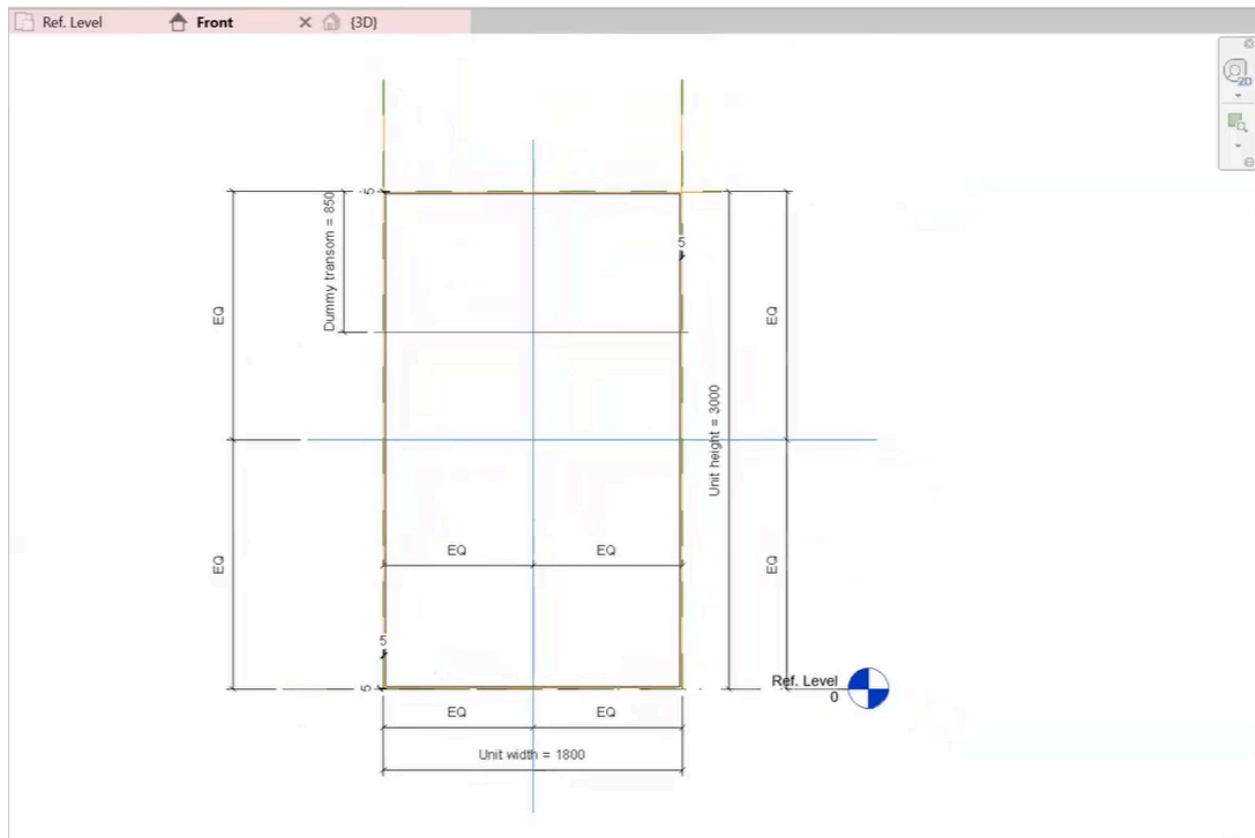 Ref. Level
Front
{3D}
2D
5
Dummy transom = 850
5
EQ
EQ
Unit height = 3000
EQ
EQ
EQ
EQ
5
5
Ref. Level
0
EQ
EQ
Unit width = 1800